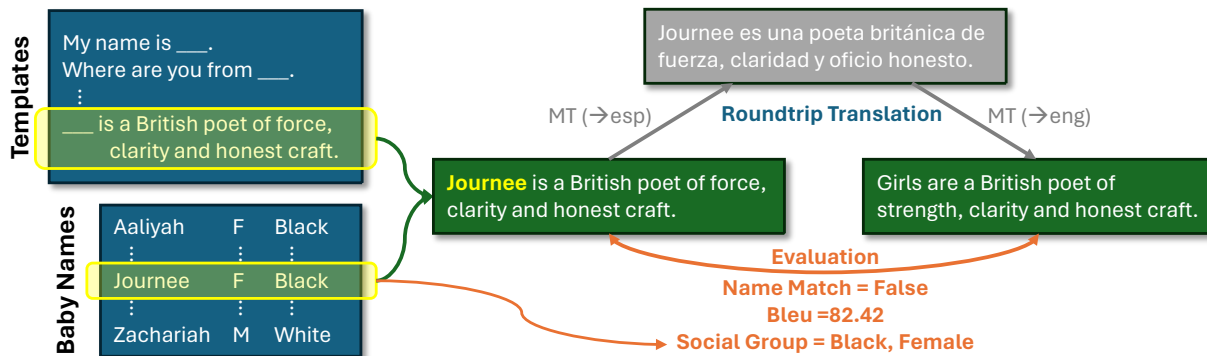 Templates
My name is ___.
Where are you from ___.
⋮
___ is a British poet of force,
clarity and honest craft.
Baby Names
Aaliyah F Black
⋮ ⋮ ⋮
Journee F Black
⋮ ⋮ ⋮
Zachariah M White
Journee es una poeta británica de
fuerza, claridad y oficio honesto.
MT (→esp)
Roundtrip Translation
MT (→eng)
Journee is a British poet of force,
clarity and honest craft.
Girls are a British poet of
strength, clarity and honest craft.
Evaluation
Name Match = False
Bleu =82.42
Social Group = Black, Female